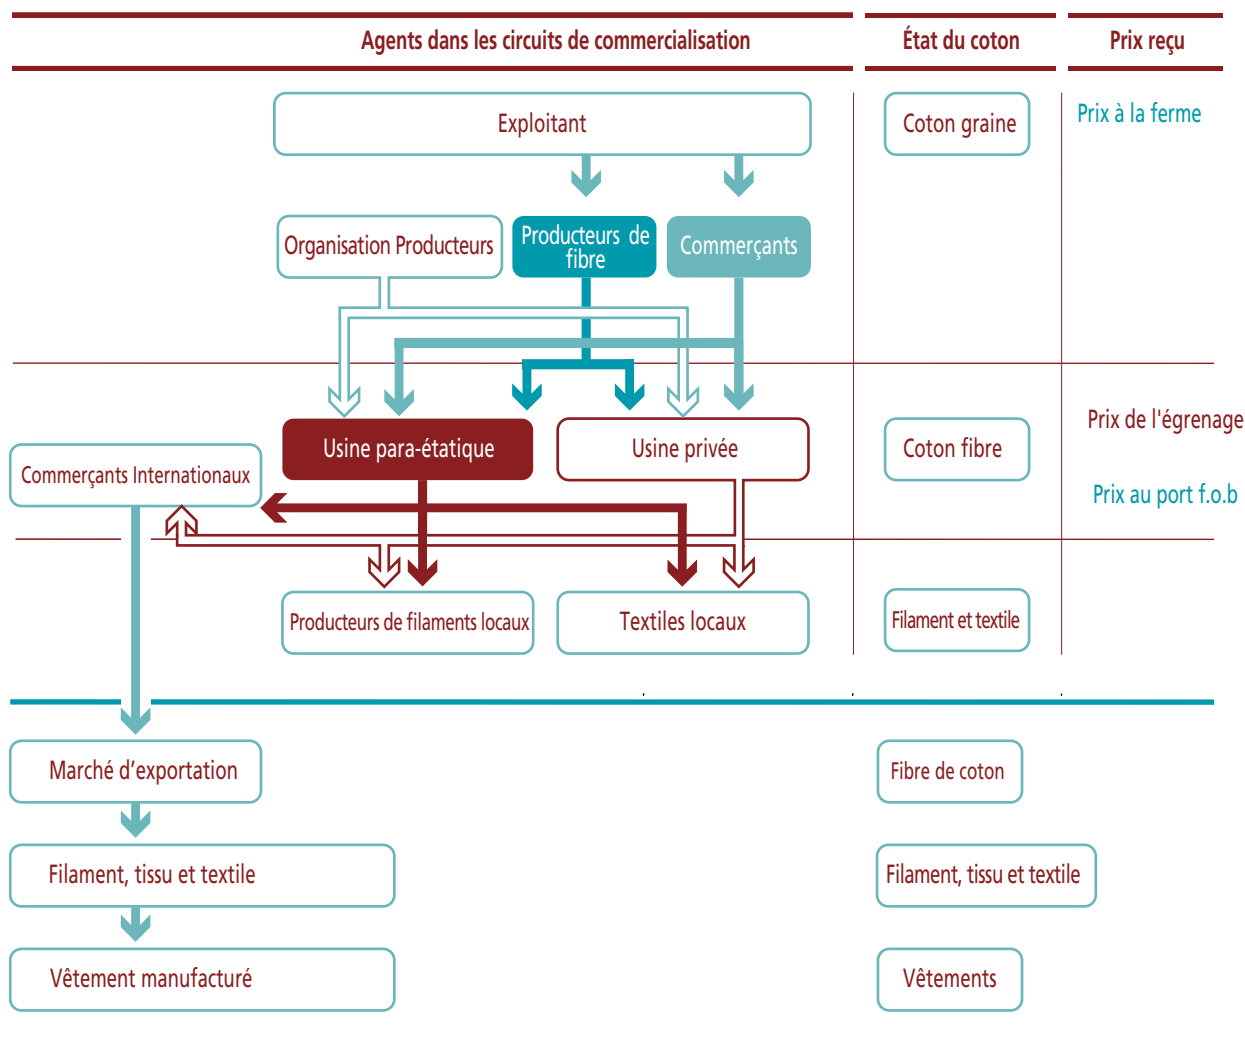 Agents dans les circuits de commercialisation
État du coton
Prix reçu
Exploitant
Coton graine
Prix à la ferme
Organisation Producteurs
Producteurs de
fibre
Commerçants
Usine para-étatique
Usine privée
Coton fibre
Prix de l'égrenage
Commerçants Internationaux
Prix au port f.o.b
Producteurs de filaments locaux
Textiles locaux
Filament et textile
Marché d’exportation
Fibre de coton
Filament, tissu et textile
Filament, tissu et textile
Vêtement manufacturé
Vêtements